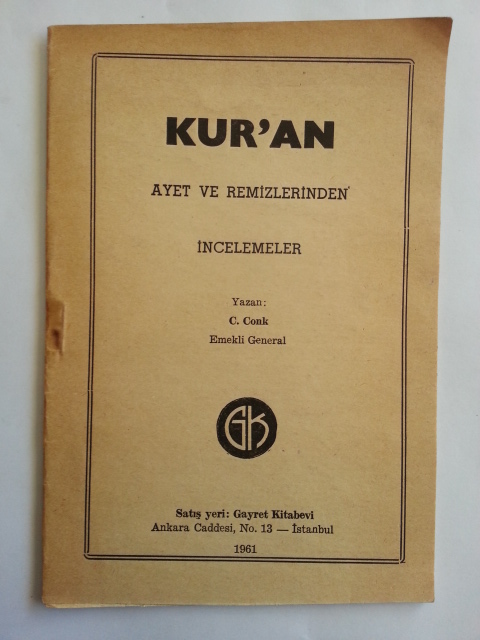 KUR'AN
AYET VE REMİZLERİNDEN
İNCELEMELER
Yazan:
C. Conk
Emekli General
GK
Satış yeri: Gayret Kitabevi
Ankara Caddesi, No. 13 — İstanbul
1961